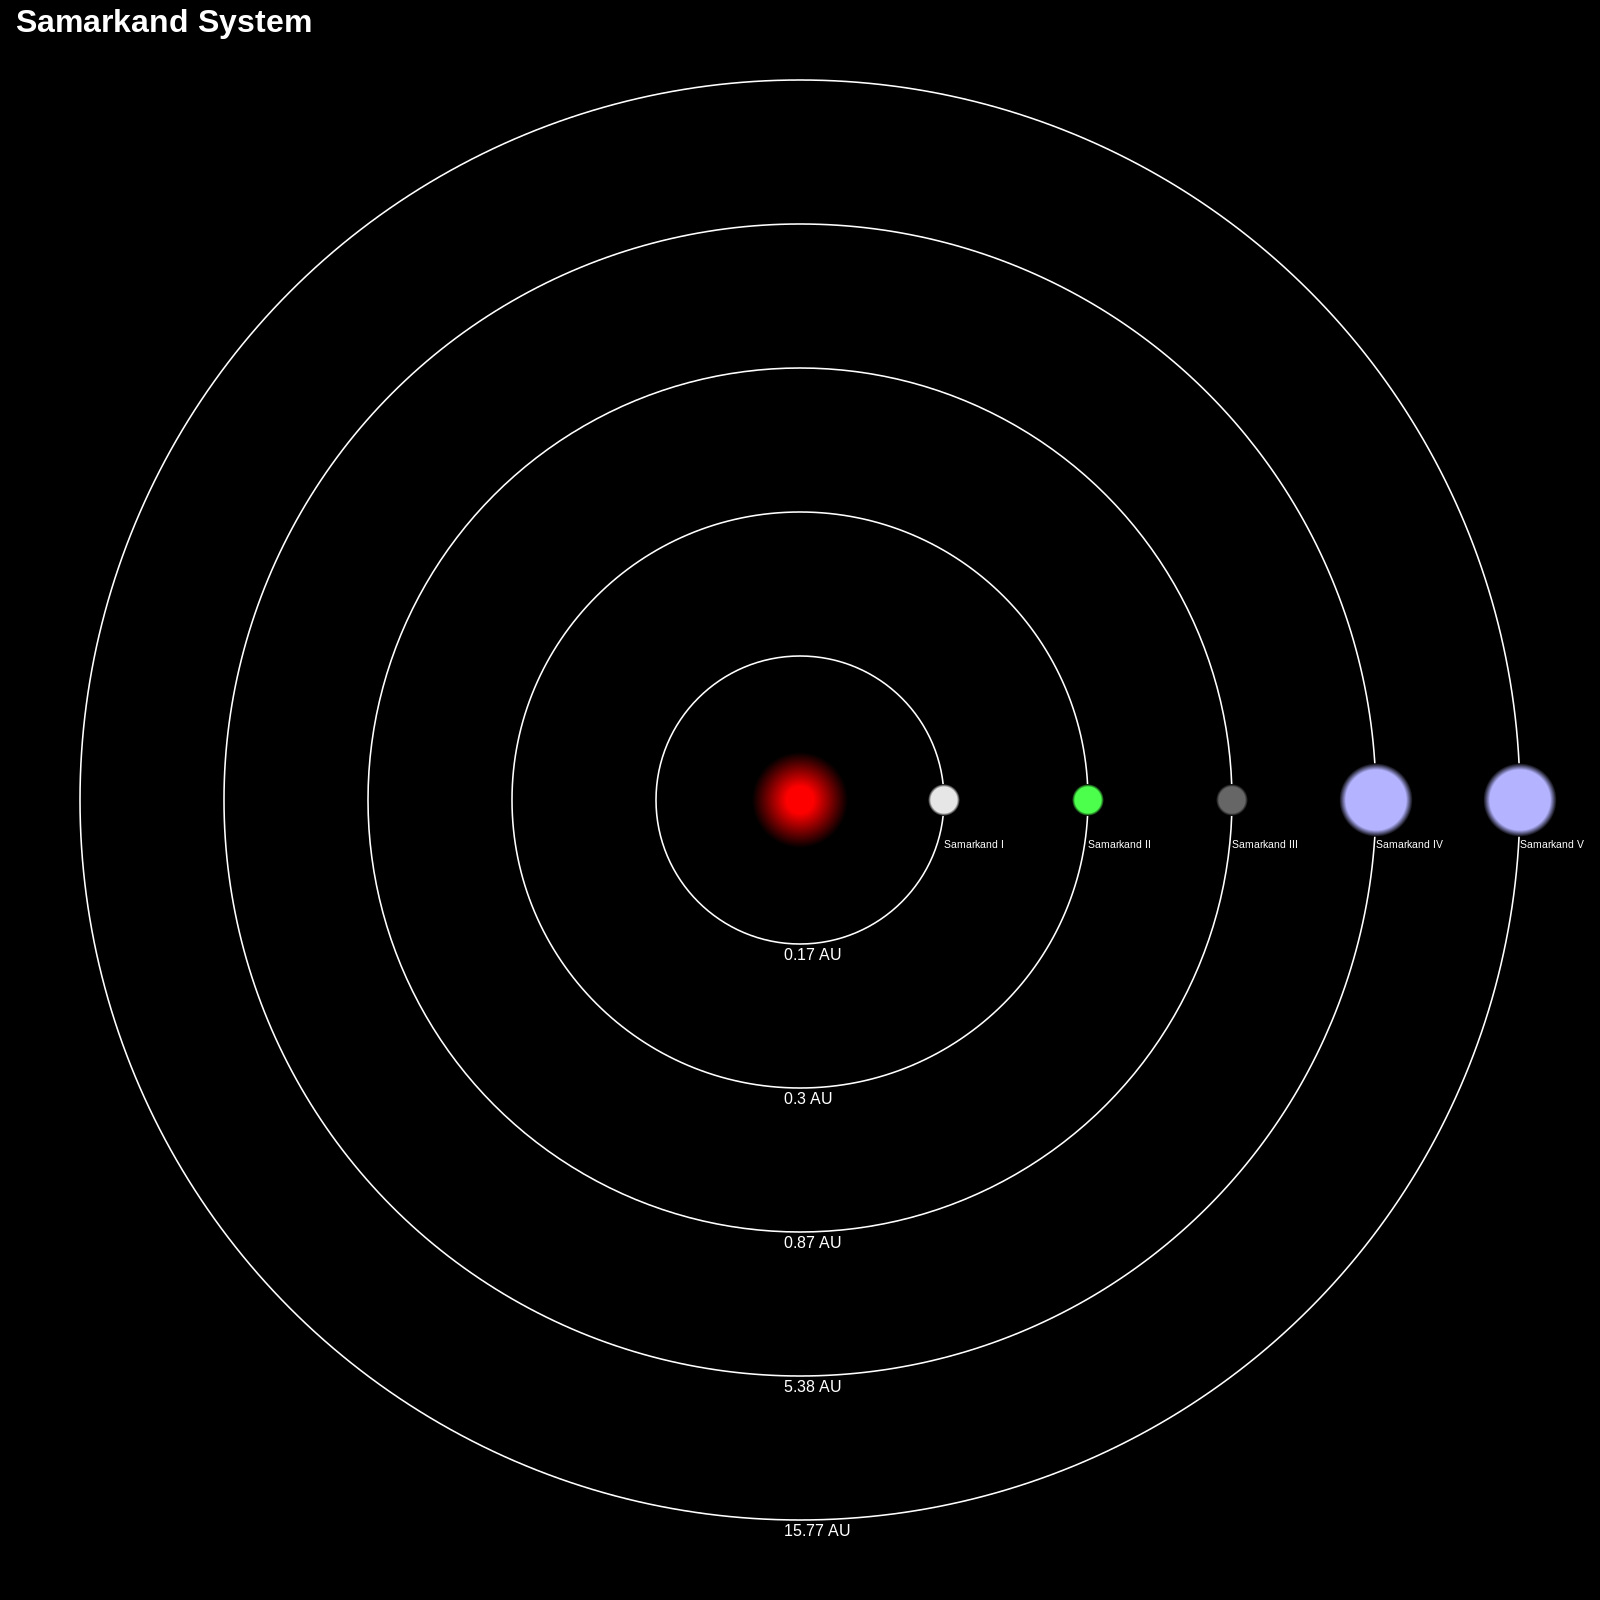 Samarkand System
Samarkand I
Samarkand II
Samarkand III
Samarkand IV
Samarkand V
0.17 AU
0.3 AU
0.87 AU
5.38 AU
15.77 AU